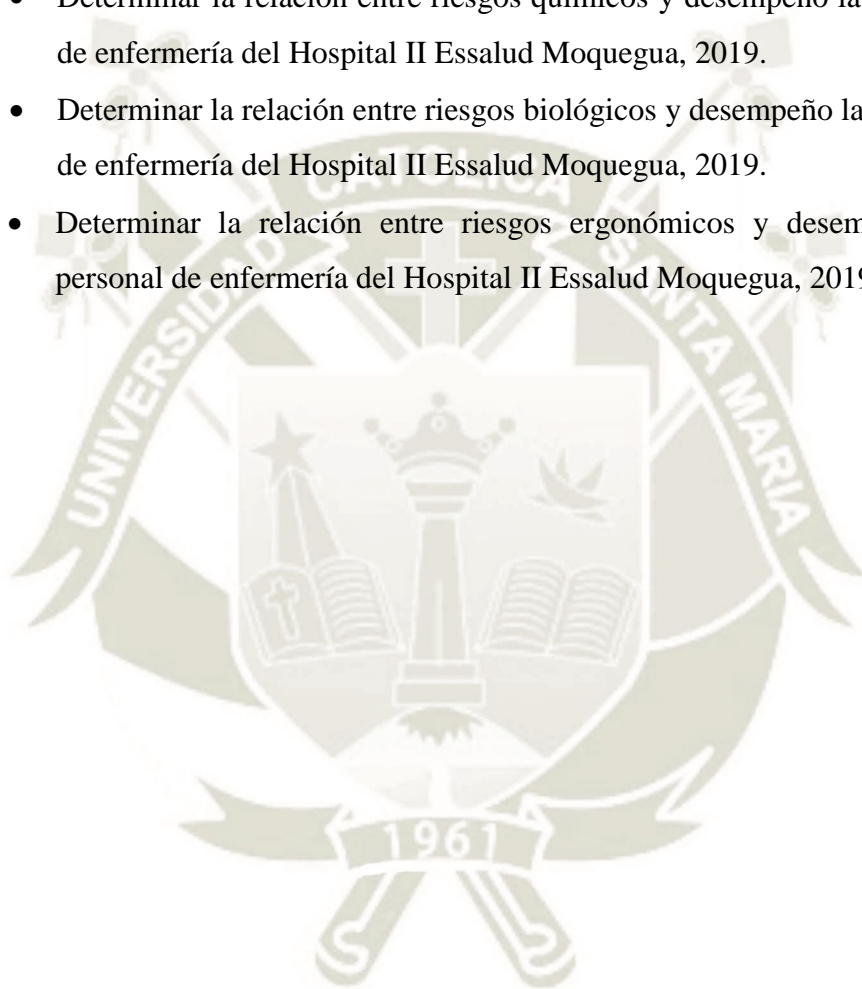 Determinar la relación entre riesgos químicos y desempeño la
de enfermería del Hospital II Essalud Moquegua, 2019.
• Determinar la relación entre riesgos biológicos y desempeño la
de enfermería del Hospital II Essalud Moquegua, 2019.
• Determinar la relación entre riesgos ergonómicos y desem
personal de enfermería del Hospital II Essalud Moquegua, 201
UNIVERSIDAD CATOLICA SANTA MARIA
1961